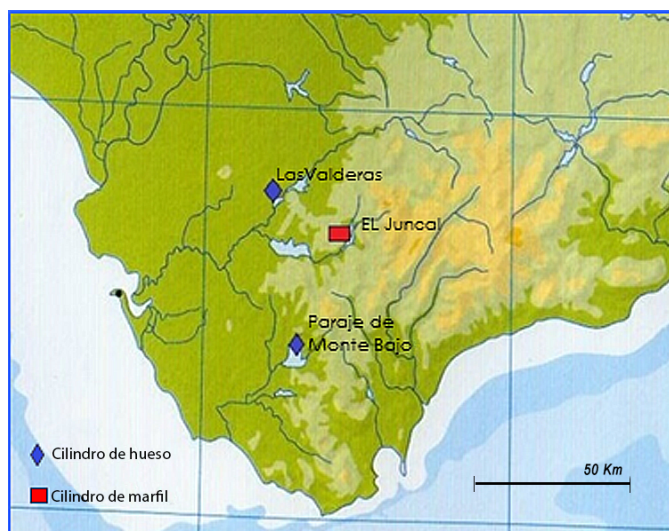 LasValderas
EL Juncal
Paraje de
Monte Bajo
Cilindro de hueso
Cilindro de marfil
50 Km